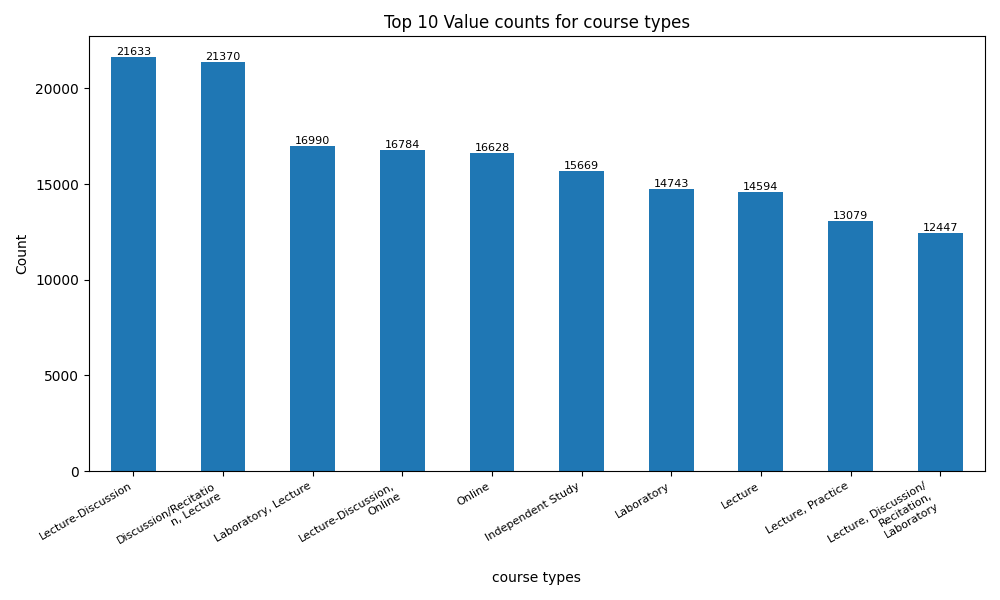 Top 10 Value counts for course types
21633
21370
16990
16784
16628
15669
14743
14594
13079
12447
20000
15000
10000
5000
0
Count
Lecture-Discussion
Discussion/Recitatio
n, Lecture
Laboratory, Lecture
Lecture-Discussion,
Online
Online
Independent Study
Laboratory
Lecture
Lecture, Practice
Lecture, Discussion/
Recitation,
Laboratory
course types